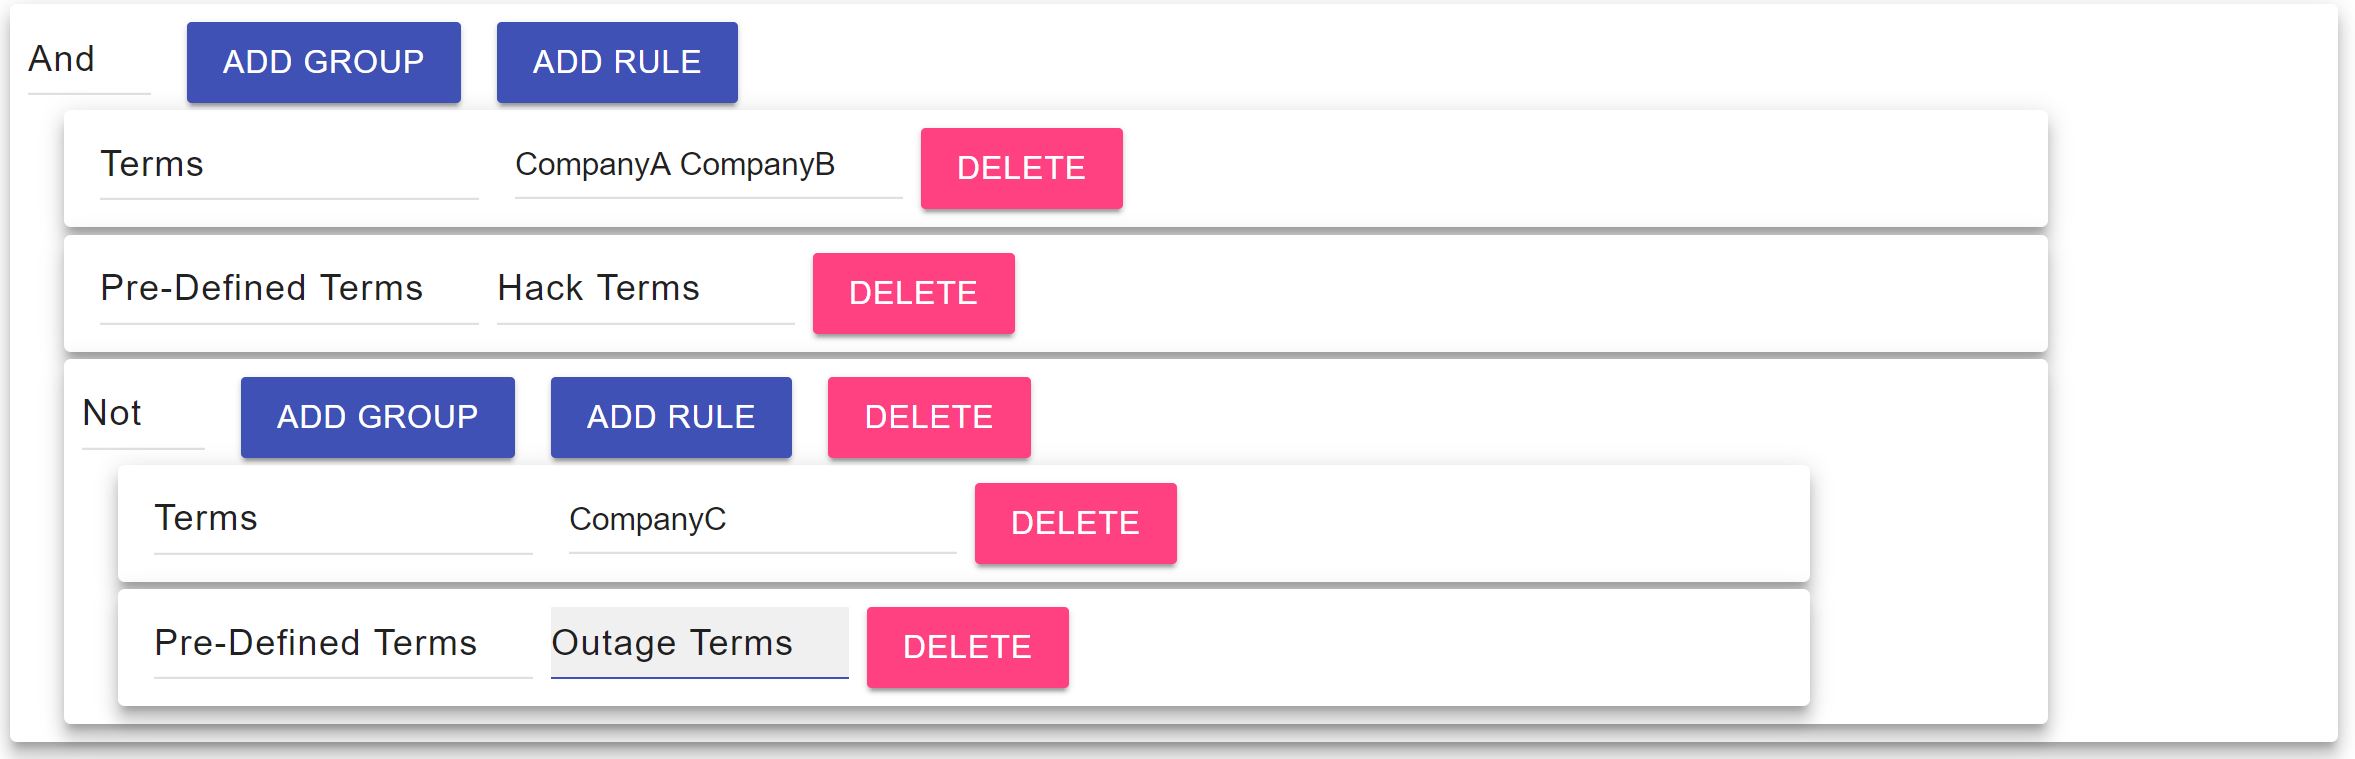 And ADD GROUP ADD RULE
Terms CompanyA CompanyB DELETE
Pre-Defined Terms Hack Terms DELETE
Not ADD GROUP ADD RULE DELETE
Terms CompanyC DELETE
Pre-Defined Terms Outage Terms DELETE